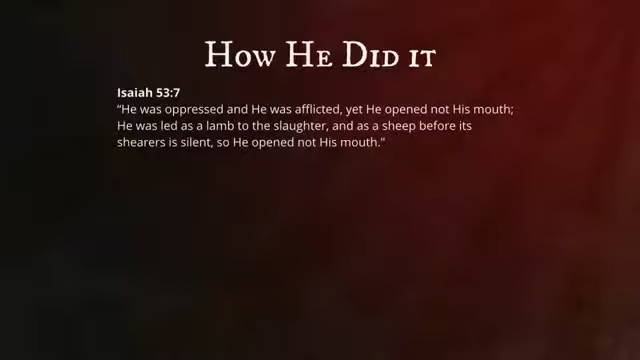 How He Did it
Isaiah 53:7
“He was oppressed and He was afflicted, yet He opened not His mouth;
He was led as a lamb to the slaughter, and as a sheep before its
shearers is silent, so He opened not His mouth.”